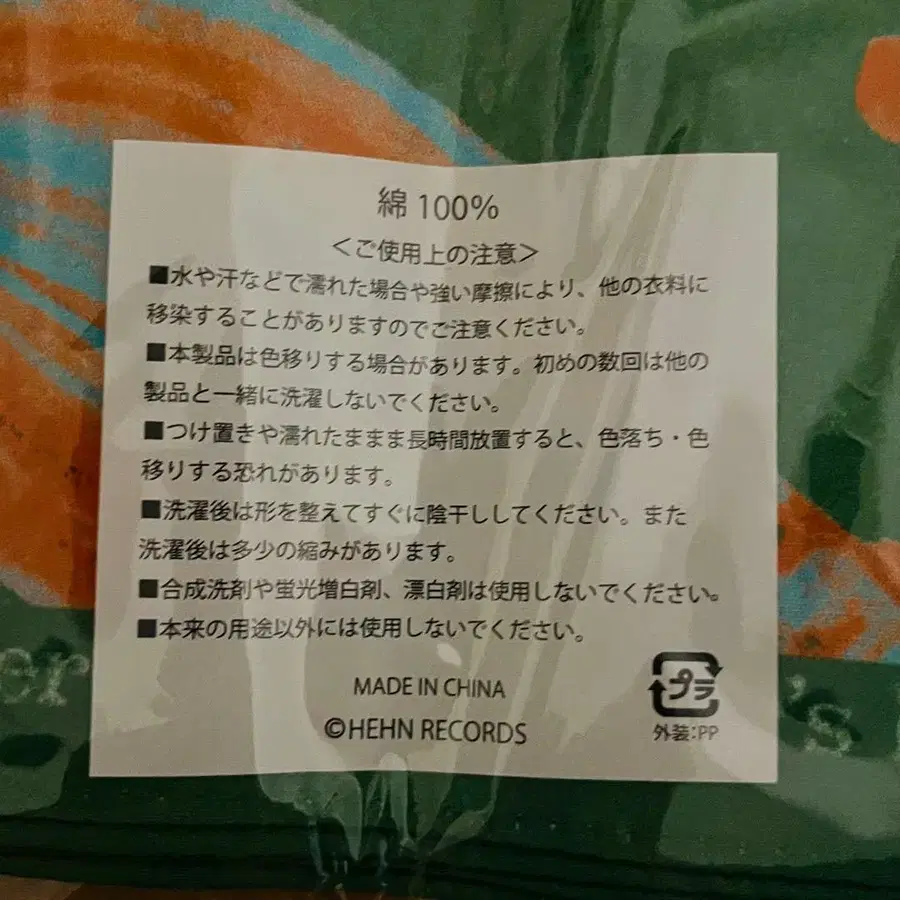 綿 100%
<ご使用上の注意>
■水や汗などで濡れた場合や強い摩擦により、他の衣料に
移染することがありますのでご注意ください。
■本製品は色移りする場合があります。初めの数回は他の
製品と一緒に洗濯しないでください。
■つけ置きや濡れたままま長時間放置すると、色落ち・色
移りする恐れがあります。
■洗濯後は形を整えてすぐに陰干ししてください。また
洗濯後は多少の縮みがあります。
■合成洗剤や蛍光増白剤、漂白剤は使用しないでください。
■本来の用途以外には使用しないでください。
MADE IN CHINA
©HEHN RECORDS
プラ
外装:PP
er's